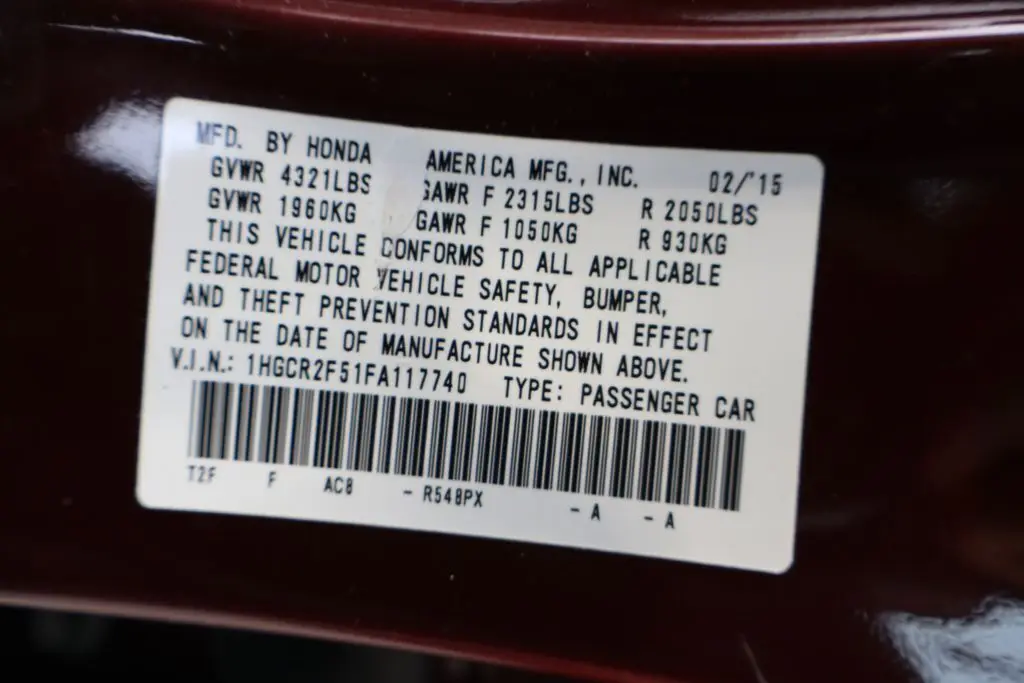 MFD. BY HONDA AMERICA MFG., INC. 02/'15
GVWR 4321LBS GAWR F 2315LBS R 2050LBS
GVWR 1960KG GAWR F 1050KG R 930KG
THIS VEHICLE CONFORMS TO ALL APPLICABLE
FEDERAL MOTOR VEHICLE SAFETY, BUMPER,
AND THEFT PREVENTION STANDARDS IN EFFECT
ON THE DATE OF MANUFACTURE SHOWN ABOVE.
V.I.N.: 1HGCR2F51FA117740 TYPE: PASSENGER CAR
T2F F AC8 - R548PX - A - A